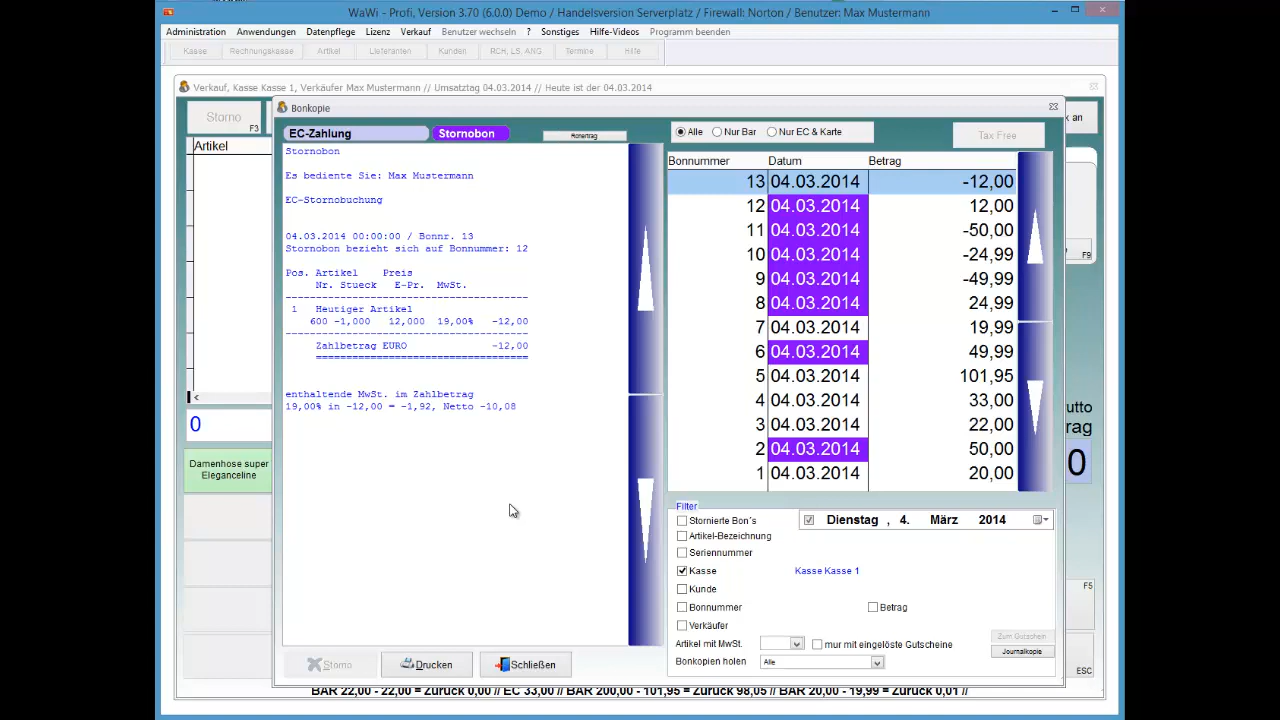 WaWi - Profi, Version 3.70 (6.0.0) Demo / Handelsversion Serverplatz / Firewall: Norton / Benutzer: Max Mustermann
Administration Anwendungen Datenpflege Lizenz Verkauf Benutzer wechseln ? Sonstiges Hilfe-Videos Programm beenden
Kasse Rechnungskasse Artikel Lieferanten Kunden RCH, LS, ANG Termine Hilfe
Verkauf, Kasse Kasse 1, Verkäufer Max Mustermann // Umsatztag 04.03.2014 // Heute ist der 04.03.2014
Storno F3
an
Artikel
F9
<
0
utto
rag
0
Damenhose super
Eleganceline
F5
ESC
Bonkopie
EC-Zahlung Stornobon
Stornobon
Es bediente Sie: Max Mustermann
EC-Stornobuchung
04.03.2014 00:00:00 / Bonnr. 13
Stornobon bezieht sich auf Bonnummer: 12
Pos. Artikel Preis
Nr. Stueck E-Pr. MwSt.
----------------------------------------
1 Heutiger Artikel
600 -1,000 12,000 19,00% -12,00
----------------------------------------
Zahlbetrag EURO -12,00
===================================
enthaltende MwSt. im Zahlbetrag
19,00% in -12,00 = -1,92, Netto -10,08
Storno Drucken Schließen
Alle Nur Bar Nur EC & Karte
Tax Free
Bonnummer Datum Betrag
13 04.03.2014 -12,00
12 04.03.2014 12,00
11 04.03.2014 -50,00
10 04.03.2014 -24,99
9 04.03.2014 -49,99
8 04.03.2014 24,99
7 04.03.2014 19,99
6 04.03.2014 49,99
5 04.03.2014 101,95
4 04.03.2014 33,00
3 04.03.2014 22,00
2 04.03.2014 50,00
1 04.03.2014 20,00
Filter
Stornierte Bon´s
Dienstag , 4. März 2014
Artikel-Bezeichnung
Seriennummer
Kasse Kasse Kasse 1
Kunde
Bonnummer Betrag
Verkäufer
Artikel mit MwSt. nur mit eingelöste Gutscheine
Zum Gutschein
Bonkopien holen Alle
Journalkopie
BAR 22,00 - 22,00 = Zurück 0,00 // EC 33,00 // BAR 200,00 - 101,95 = Zurück 98,05 // BAR 20,00 - 19,99 = Zurück 0,01 //